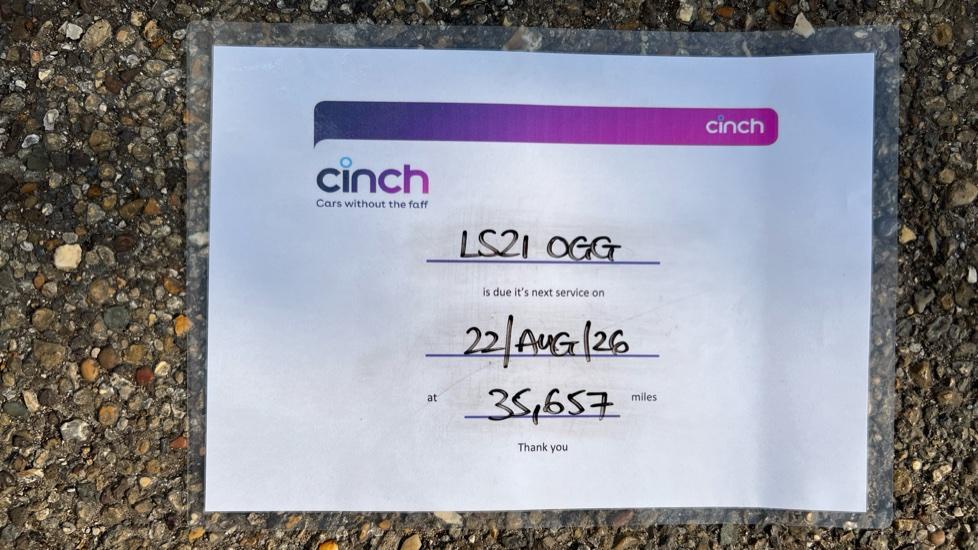 cinch
cinch
Cars without the faff
LS21 OGG
is due it's next service on
22/AUG/26
at 35,657 miles
Thank you